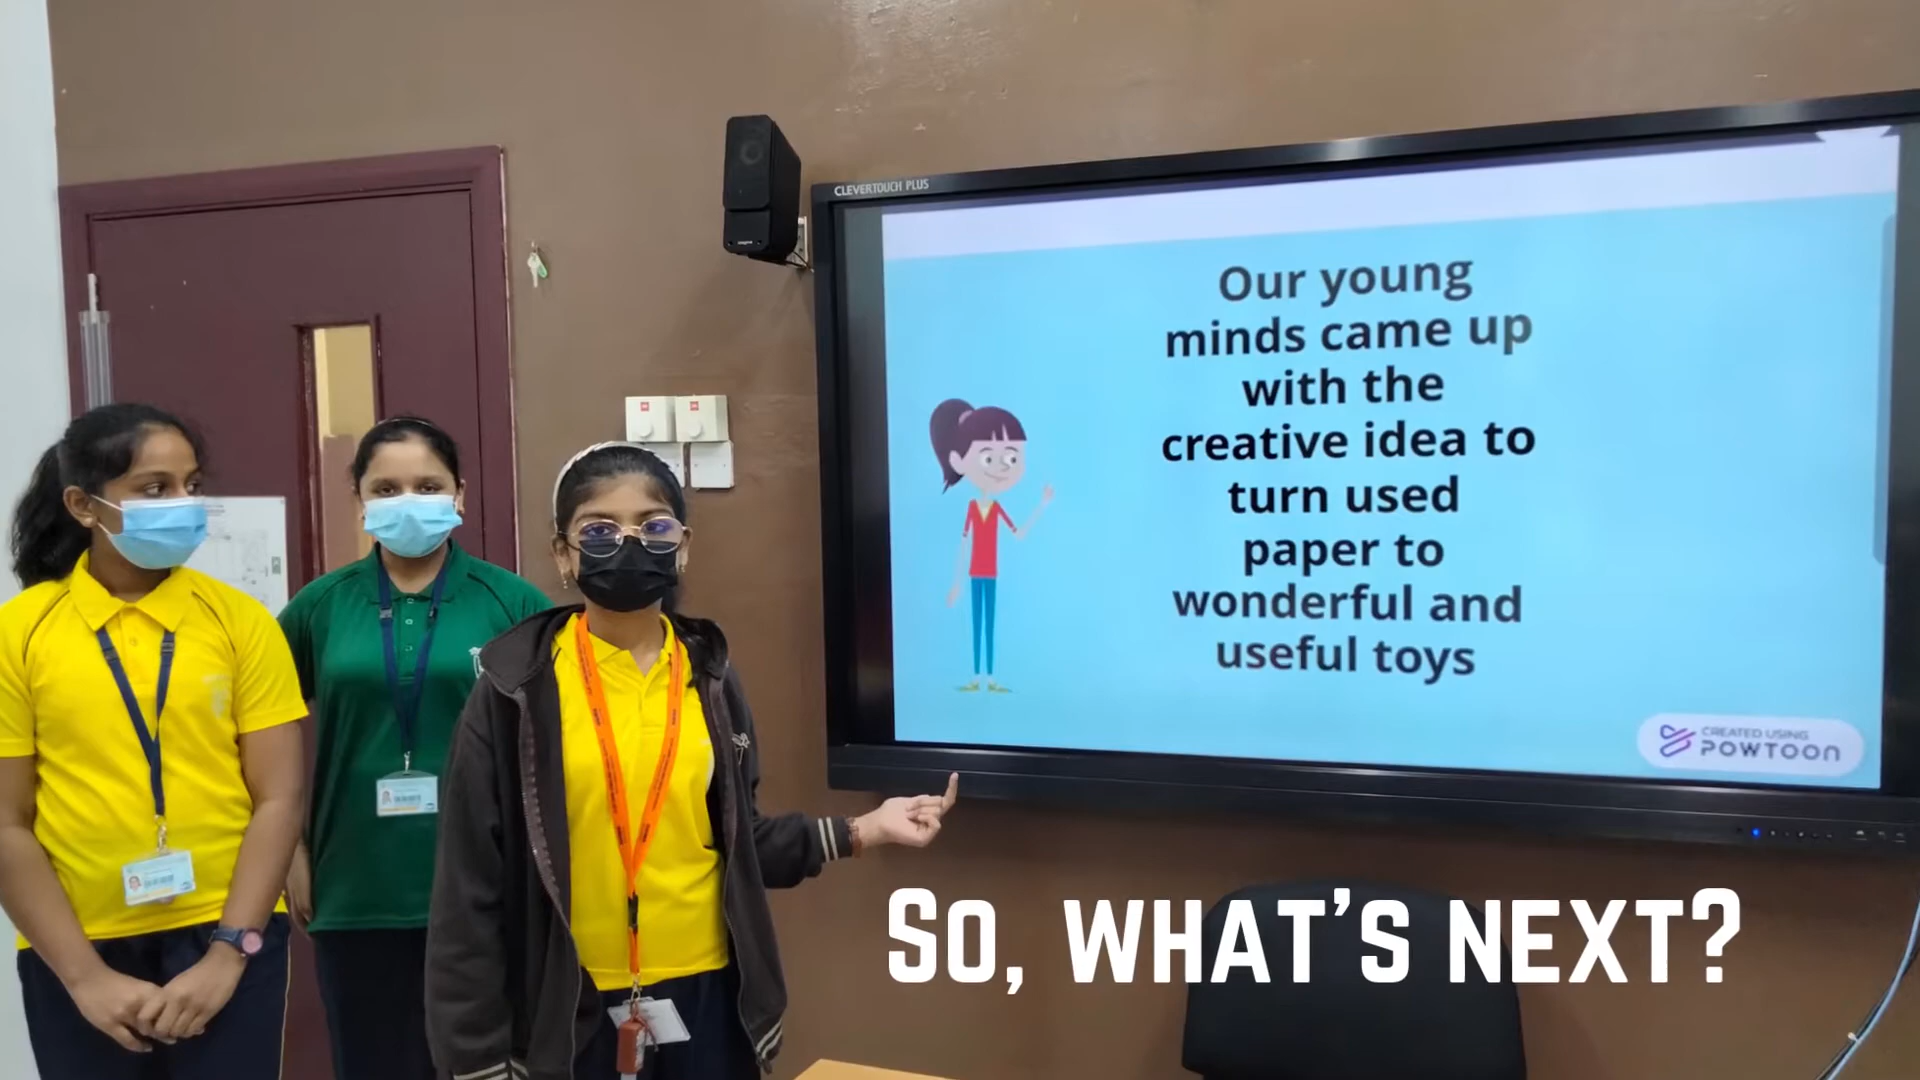 CLEVERTOUCH PLUS
Our young
minds came up
with the
creative idea to
turn used
paper to
wonderful and
useful toys
CREATED USING
POWTOON
SO, WHAT'S NEXT?